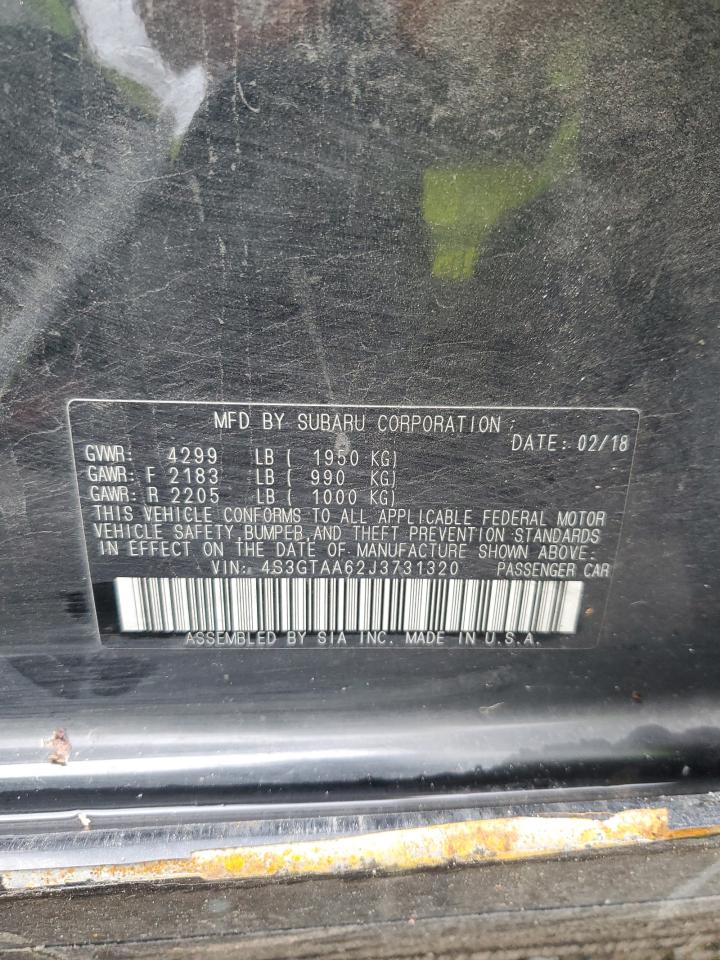 MFD BY SUBARU CORPORATION
DATE: 02/18
GVWR: 4299 LB ( 1950 KG)
GAWR: F 2183 LB ( 990 KG)
GAWR: R 2205 LB ( 1000 KG)
THIS VEHICLE CONFORMS TO ALL APPLICABLE FEDERAL MOTOR
VEHICLE SAFETY, BUMPER, AND THEFT PREVENTION STANDARDS
IN EFFECT ON THE DATE OF MANUFACTURE SHOWN ABOVE.
VIN: 4S3GTAA62J3731320 PASSENGER CAR
ASSEMBLED BY SIA INC. MADE IN U.S.A.